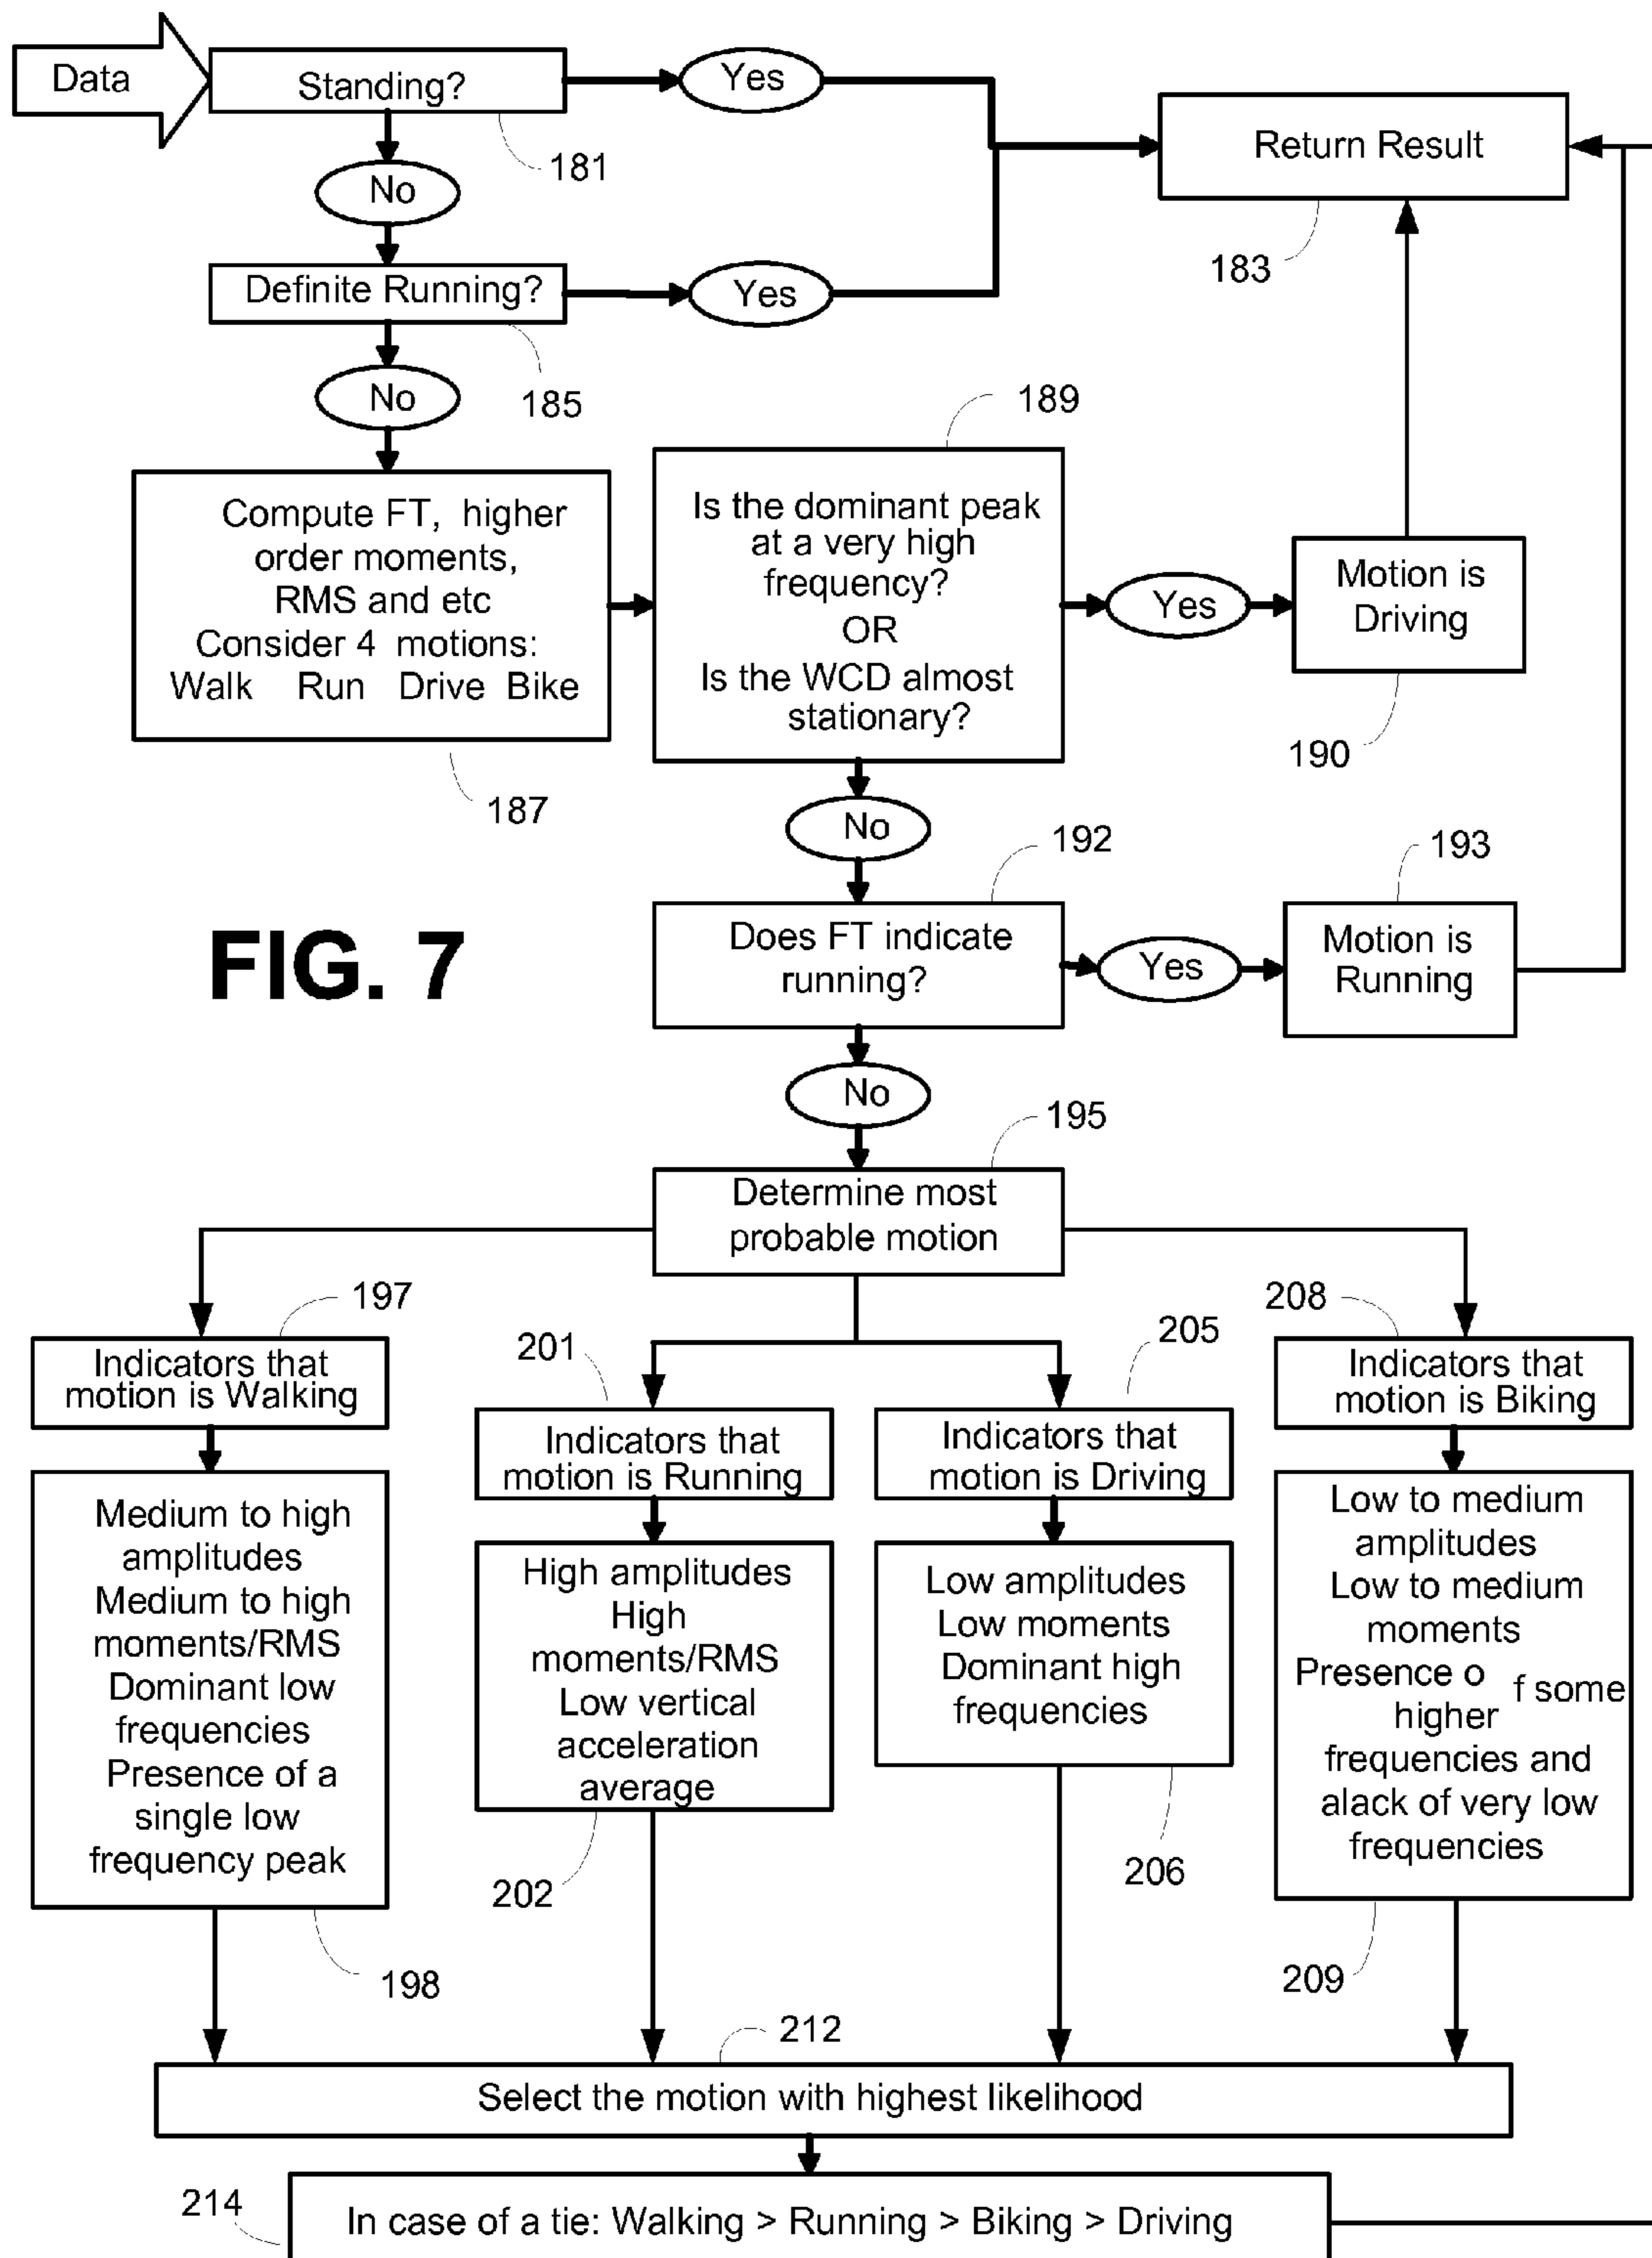 Data
Standing?
Yes
181
No
Return Result
183
Definite Running?
Yes
185
No
189
Compute FT, higher
order moments,
RMS and etc
Consider 4 motions:
Walk Run Drive Bike
187
Is the dominant peak
at a very high
frequency?
OR
Is the WCD almost
stationary?
Yes
Motion is
Driving
190
No
192
193
FIG. 7
Does FT indicate
running?
Yes
Motion is
Running
No
195
Determine most
probable motion
197
Indicators that
motion is Walking
201
Indicators that
motion is Running
205
Indicators that
motion is Driving
208
Indicators that
motion is Biking
Medium to high
amplitudes
Medium to high
moments/RMS
Dominant low
frequencies
Presence of a
single low
frequency peak
198
High amplitudes
High
moments/RMS
Low vertical
acceleration
average
202
Low amplitudes
Low moments
Dominant high
frequencies
206
Low to medium
amplitudes
Low to medium
moments
Presence o f some
higher
frequencies and
alack of very low
frequencies
209
212
Select the motion with highest likelihood
214
In case of a tie: Walking > Running > Biking > Driving